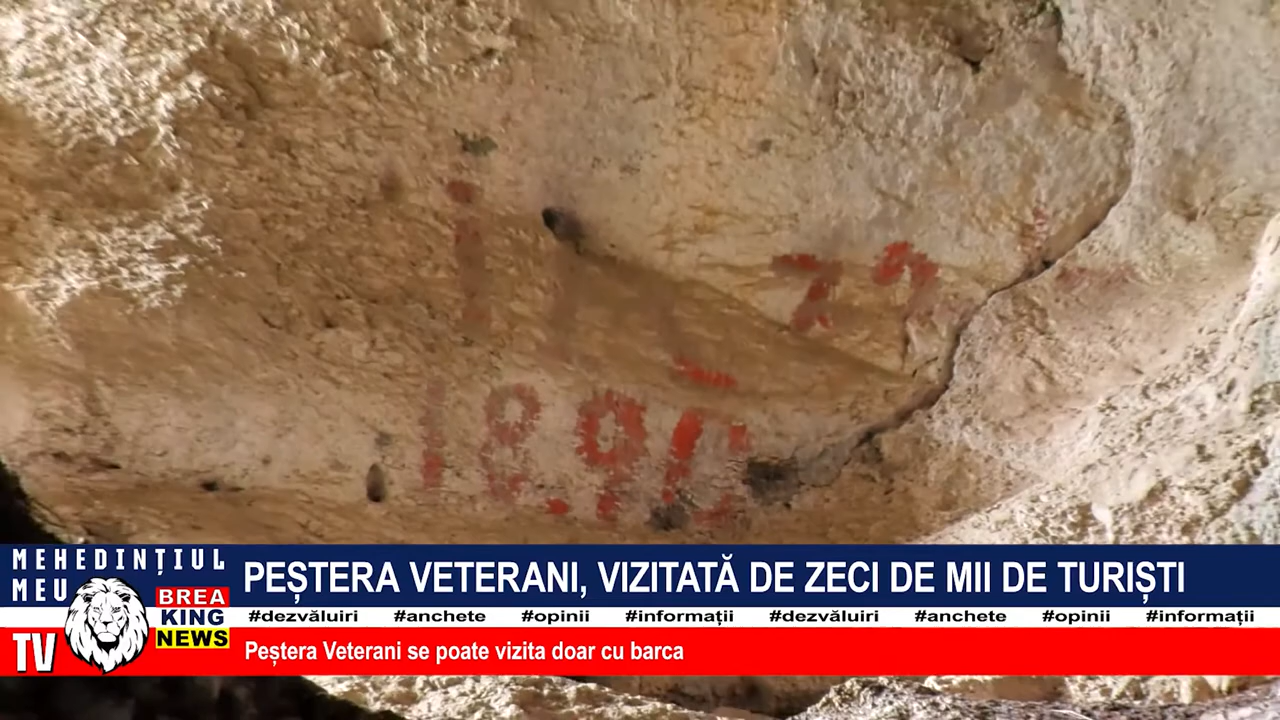 1890
MEHEDINȚIUL
MEU
TV
BREA
KING
NEWS
PEȘTERA VETERANI, VIZITATĂ DE ZECI DE MII DE TURIȘTI
#dezvăluiri #anchete #opinii #informații #dezvăluiri #anchete #opinii #informații
Peștera Veterani se poate vizita doar cu barca